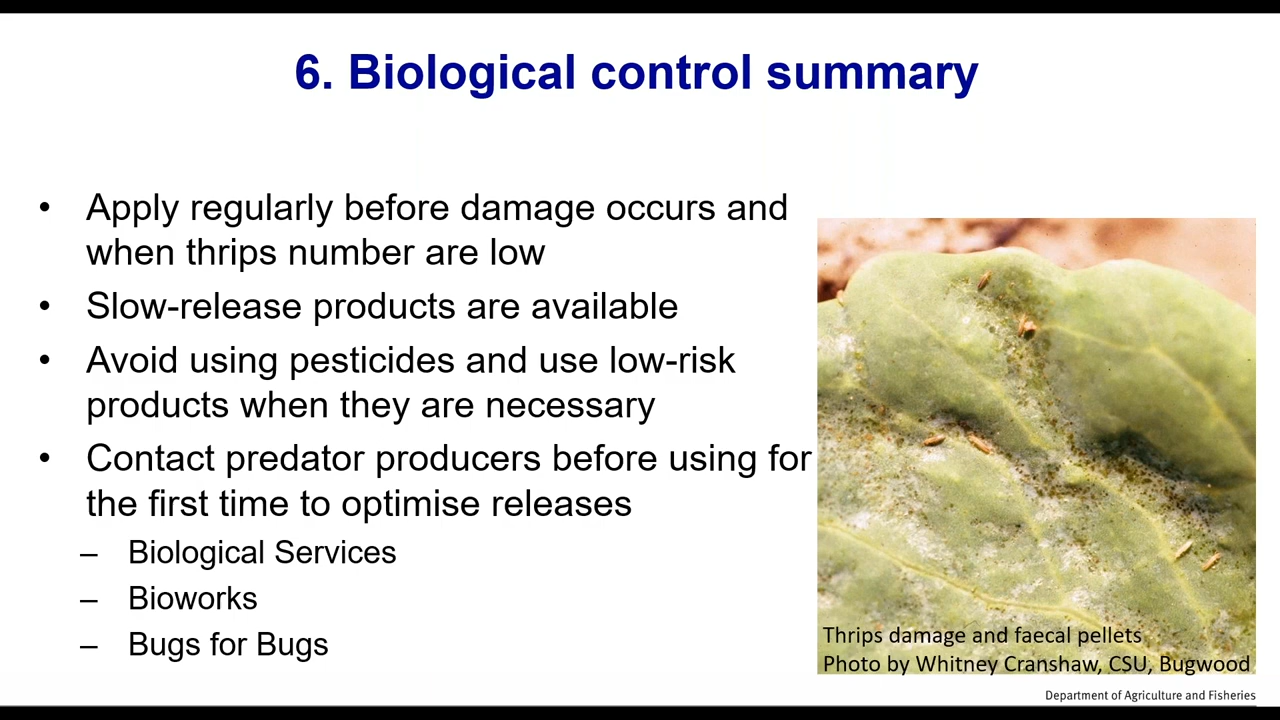 6. Biological control summary
• Apply regularly before damage occurs and
when thrips number are low
• Slow-release products are available
• Avoid using pesticides and use low-risk
products when they are necessary
• Contact predator producers before using for
the first time to optimise releases
– Biological Services
– Bioworks
– Bugs for Bugs
Thrips damage and faecal pellets
Photo by Whitney Cranshaw, CSU, Bugwood
Department of Agriculture and Fisheries